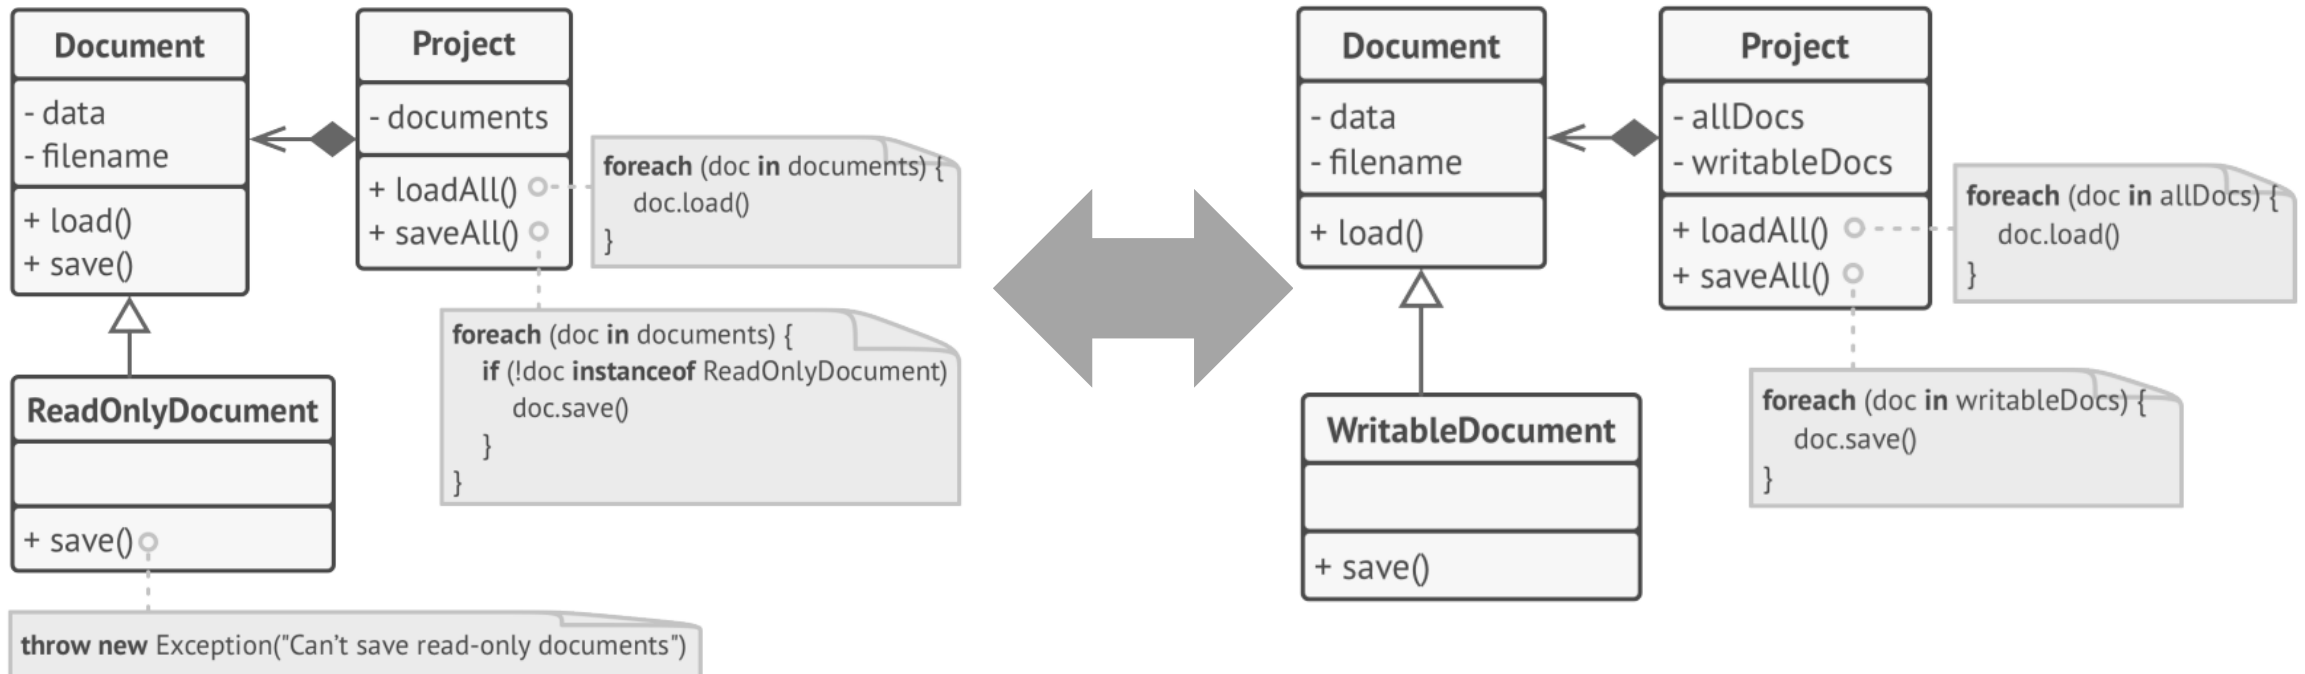 Document
- data
- filename
+ load()
+ save()
Project
- documents
+ loadAll()
+ saveAll()
foreach (doc in documents) {
doc.load()
}
foreach (doc in documents) {
if (!doc instanceof ReadOnlyDocument)
doc.save()
}
}
ReadOnlyDocument
+ save()
throw new Exception("Can't save read-only documents")
Document
- data
- filename
+ load()
Project
- allDocs
- writableDocs
+ loadAll()
+ saveAll()
foreach (doc in allDocs) {
doc.load()
}
foreach (doc in writableDocs) {
doc.save()
}
WritableDocument
+ save()